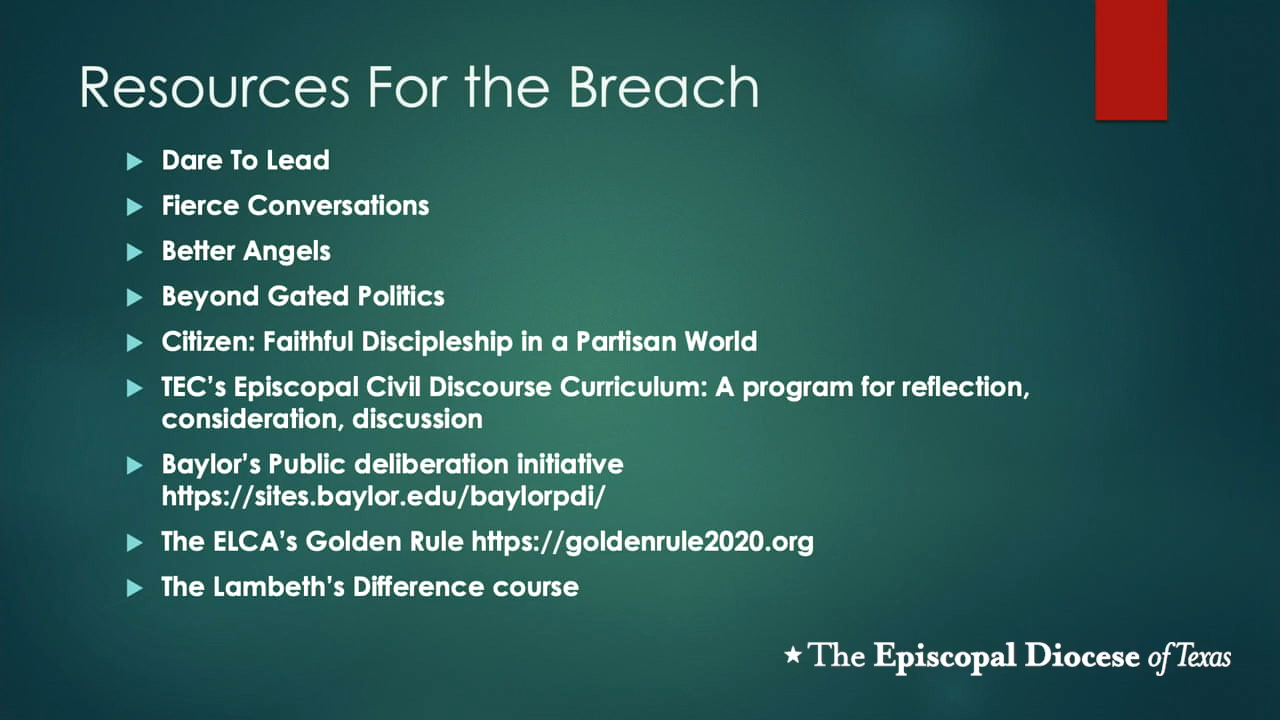 Resources For the Breach
Dare To Lead
Fierce Conversations
Better Angels
Beyond Gated Politics
Citizen: Faithful Discipleship in a Partisan World
TEC's Episcopal Civil Discourse Curriculum: A program for reflection,
consideration, discussion
Baylor's Public deliberation initiative
https://sites.baylor.edu/baylorpdi/
The ELCA's Golden Rule https://goldenrule2020.org
The Lambeth's Difference course
The Episcopal Diocese of Texas